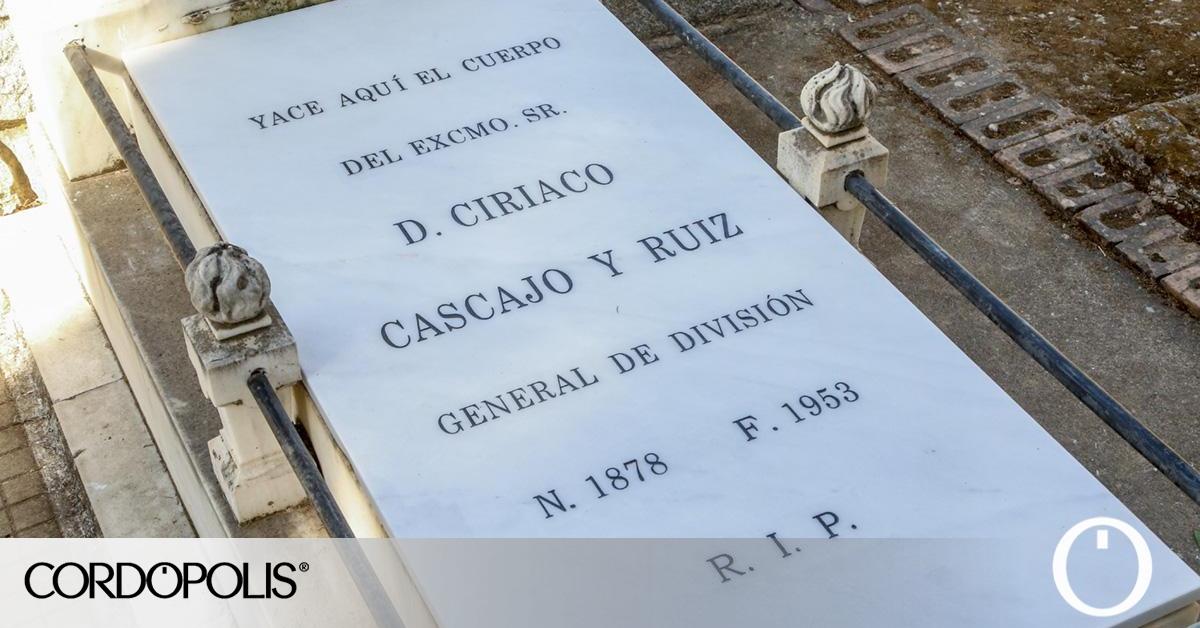 YACE AQUÍ EL CUERPO
DEL EXCMO. SR.
D. CIRIACO
CASCAJO Y RUIZ
GENERAL DE DIVISIÓN
N. 1878 F. 1953
R. I. P.
CORDÓPOLIS®